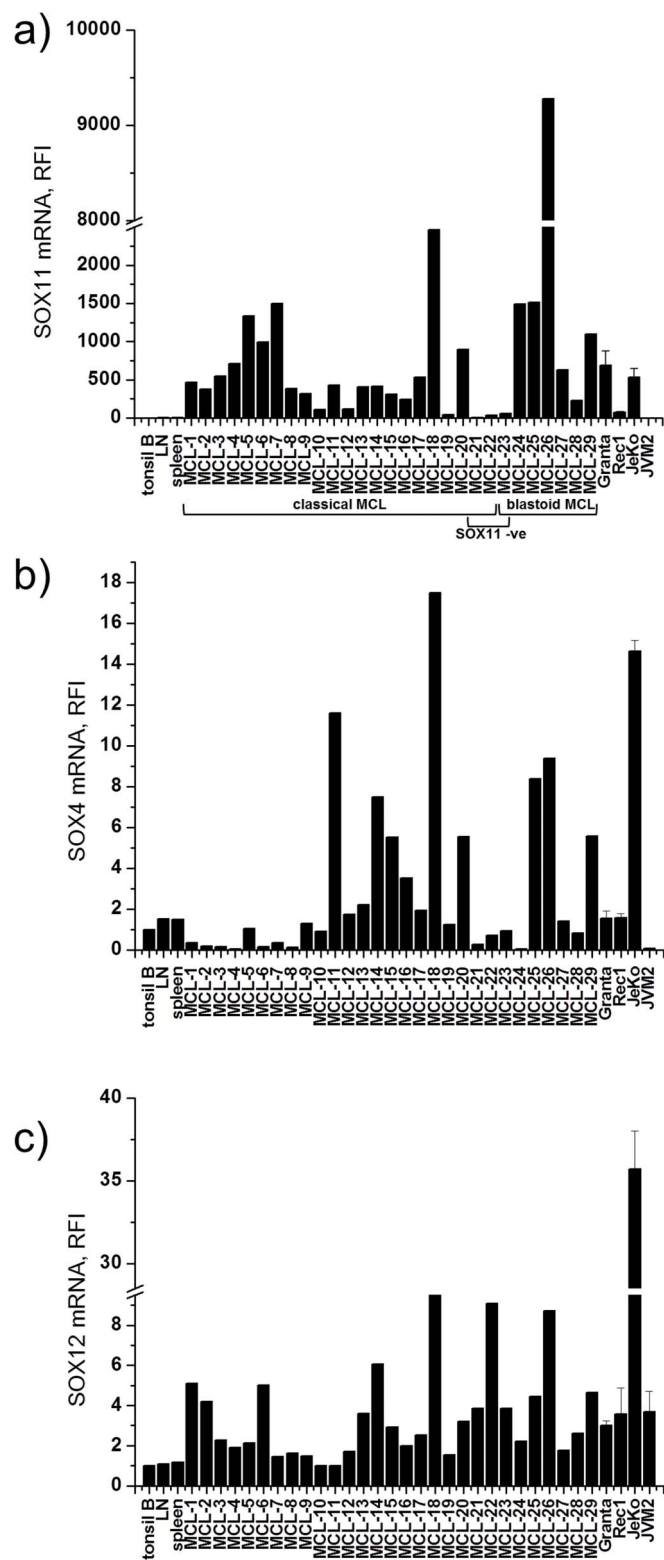 a)
10000
9000
8000
2000
1500
1000
500
0
SOX11 mRNA, RFI
tonsil B
LN
spleen
MCL-1
MCL-2
MCL-3
MCL-4
MCL-5
MCL-6
MCL-7
MCL-8
MCL-9
MCL-10
MCL-11
MCL-12
MCL-13
MCL-14
MCL-15
MCL-16
MCL-17
MCL-18
MCL-19
MCL-20
MCL-21
MCL-22
MCL-23
MCL-24
MCL-25
MCL-26
MCL-27
MCL-28
MCL-29
Granta
Rec1
JeKo
JVM2
classical MCL
blastoid MCL
SOX11 -ve
b)
18
16
14
12
10
8
6
4
2
0
SOX4 mRNA, RFI
tonsil B
LN
spleen
MCL-1
MCL-2
MCL-3
MCL-4
MCL-5
MCL-6
MCL-7
MCL-8
MCL-9
MCL-10
MCL-11
MCL-12
MCL-13
MCL-14
MCL-15
MCL-16
MCL-17
MCL-18
MCL-19
MCL-20
MCL-21
MCL-22
MCL-23
MCL-24
MCL-25
MCL-26
MCL-27
MCL-28
MCL-29
Granta
Rec1
JeKo
JVM2
c)
40
35
30
8
6
4
2
0
SOX12 mRNA, RFI
tonsil B
LN
spleen
MCL-1
MCL-2
MCL-3
MCL-4
MCL-5
MCL-6
MCL-7
MCL-8
MCL-9
MCL-10
MCL-11
MCL-12
MCL-13
MCL-14
MCL-15
MCL-16
MCL-17
MCL-18
MCL-19
MCL-20
MCL-21
MCL-22
MCL-23
MCL-24
MCL-25
MCL-26
MCL-27
MCL-28
MCL-29
Granta
Rec1
JeKo
JVM2